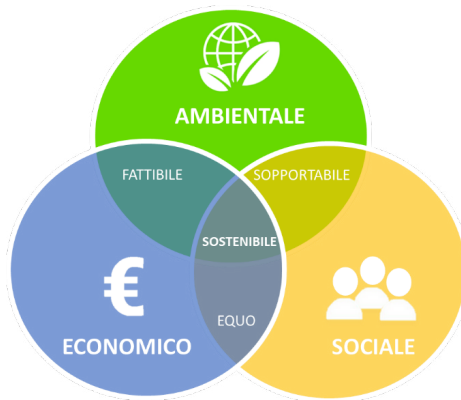 AMBIENTALE
FATTIBILE
SOPPORTABILE
SOSTENIBILE
€
EQUO
ECONOMICO
SOCIALE